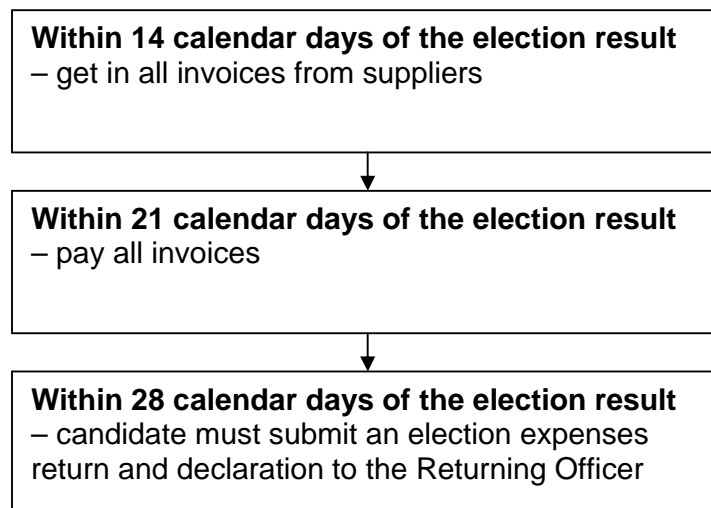 Within 14 calendar days of the election result
– get in all invoices from suppliers
Within 21 calendar days of the election result
– pay all invoices
Within 28 calendar days of the election result
– candidate must submit an election expenses
return and declaration to the Returning Officer